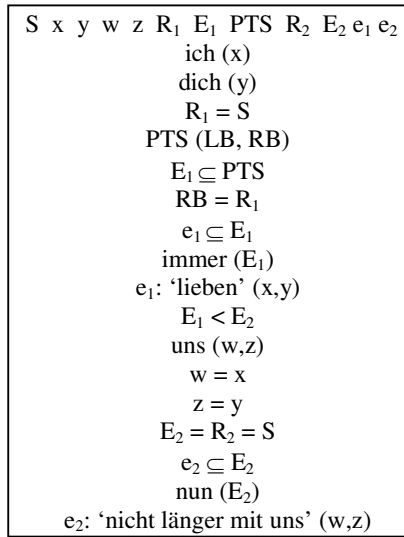 S x y w z R₁ E₁ PTS R₂ E₂ e₁ e₂
ich (x)
dich (y)
R₁ = S
PTS (LB, RB)
E₁ ⊆ PTS
RB = R₁
e₁ ⊆ E₁
immer (E₁)
e₁: ‘lieben’ (x,y)
E₁ < E₂
uns (w,z)
w = x
z = y
E₂ = R₂ = S
e₂ ⊆ E₂
nun (E₂)
e₂: ‘nicht länger mit uns’ (w,z)